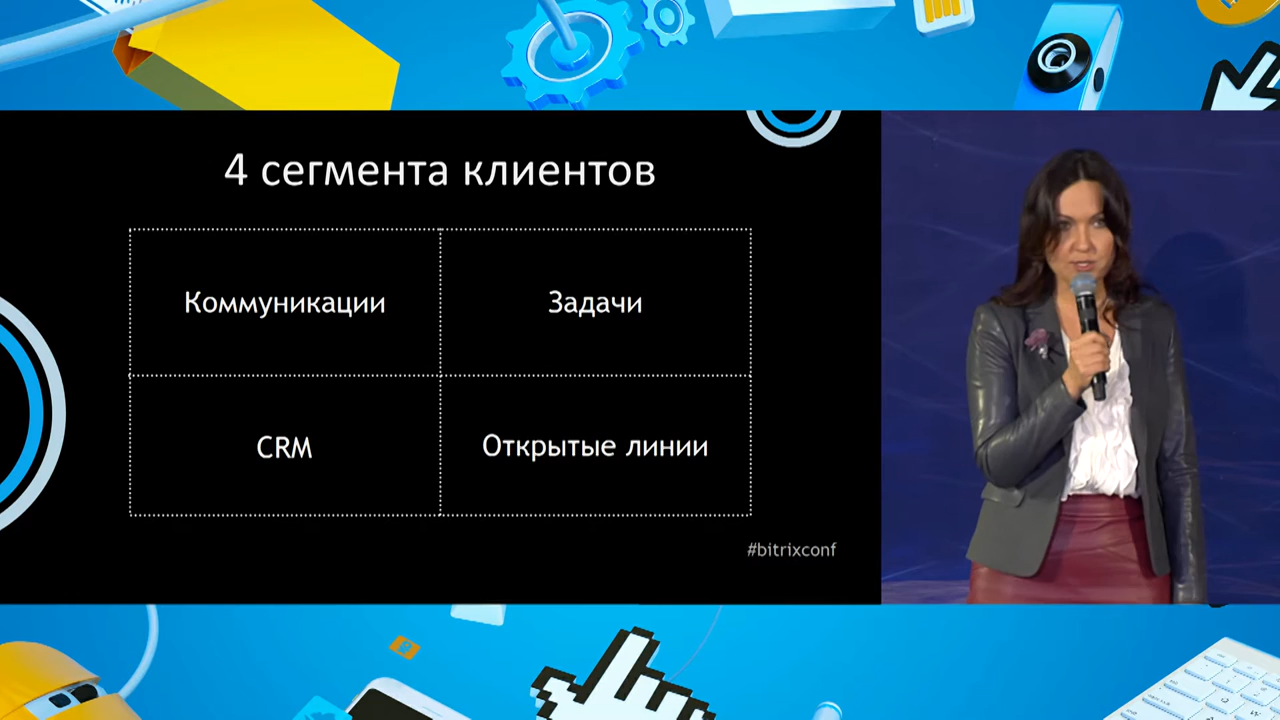 4 сегмента клиентов
Коммуникации
Задачи
CRM
Открытые линии
#bitrixconf